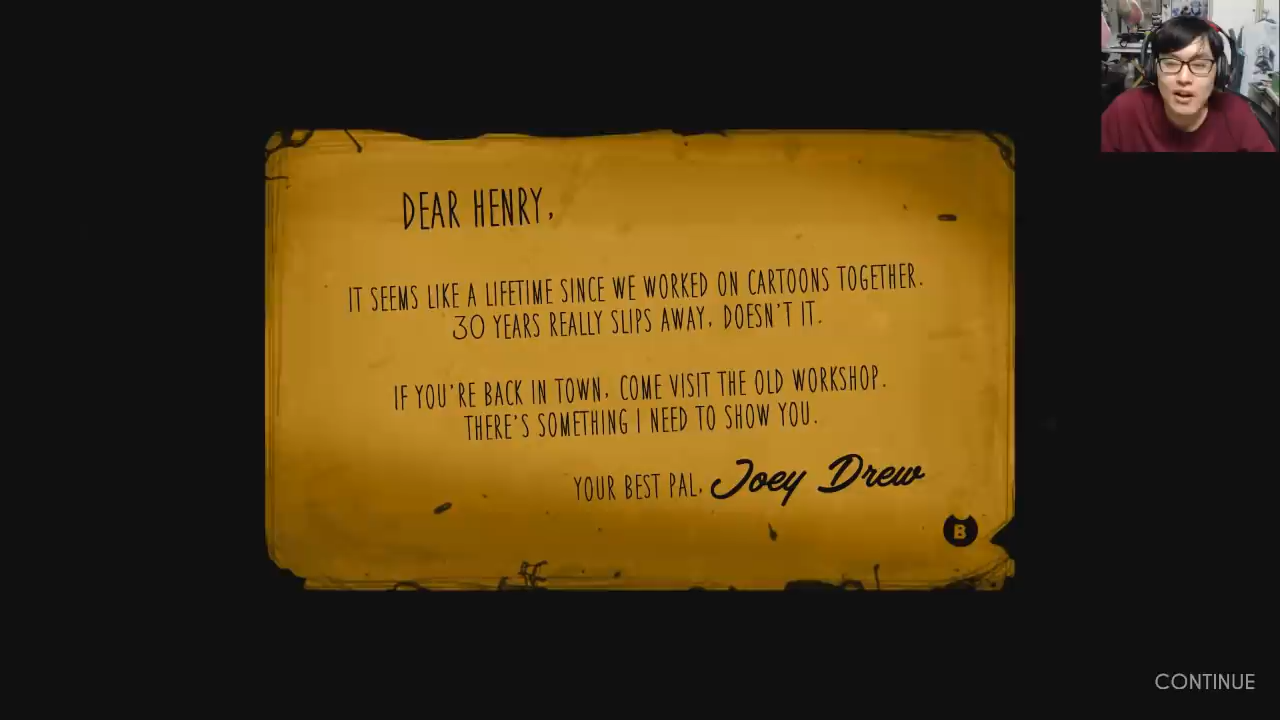 DEAR HENRY,
IT SEEMS LIKE A LIFETIME SINCE WE WORKED ON CARTOONS TOGETHER.
30 YEARS REALLY SLIPS AWAY, DOESN'T IT.
IF YOU'RE BACK IN TOWN, COME VISIT THE OLD WORKSHOP.
THERE'S SOMETHING I NEED TO SHOW YOU.
YOUR BEST PAL, Joey Drew
B
CONTINUE